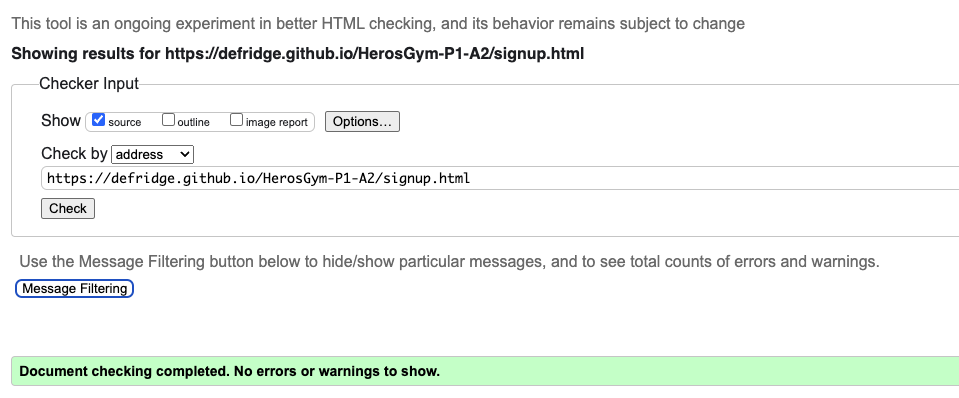 This tool is an ongoing experiment in better HTML checking, and its behavior remains subject to change
Showing results for https://defridge.github.io/HerosGym-P1-A2/signup.html
Checker Input
Show source outline image report Options...
Check by address
https://defridge.github.io/HerosGym-P1-A2/signup.html
Check
Use the Message Filtering button below to hide/show particular messages, and to see total counts of errors and warnings.
Message Filtering
Document checking completed. No errors or warnings to show.